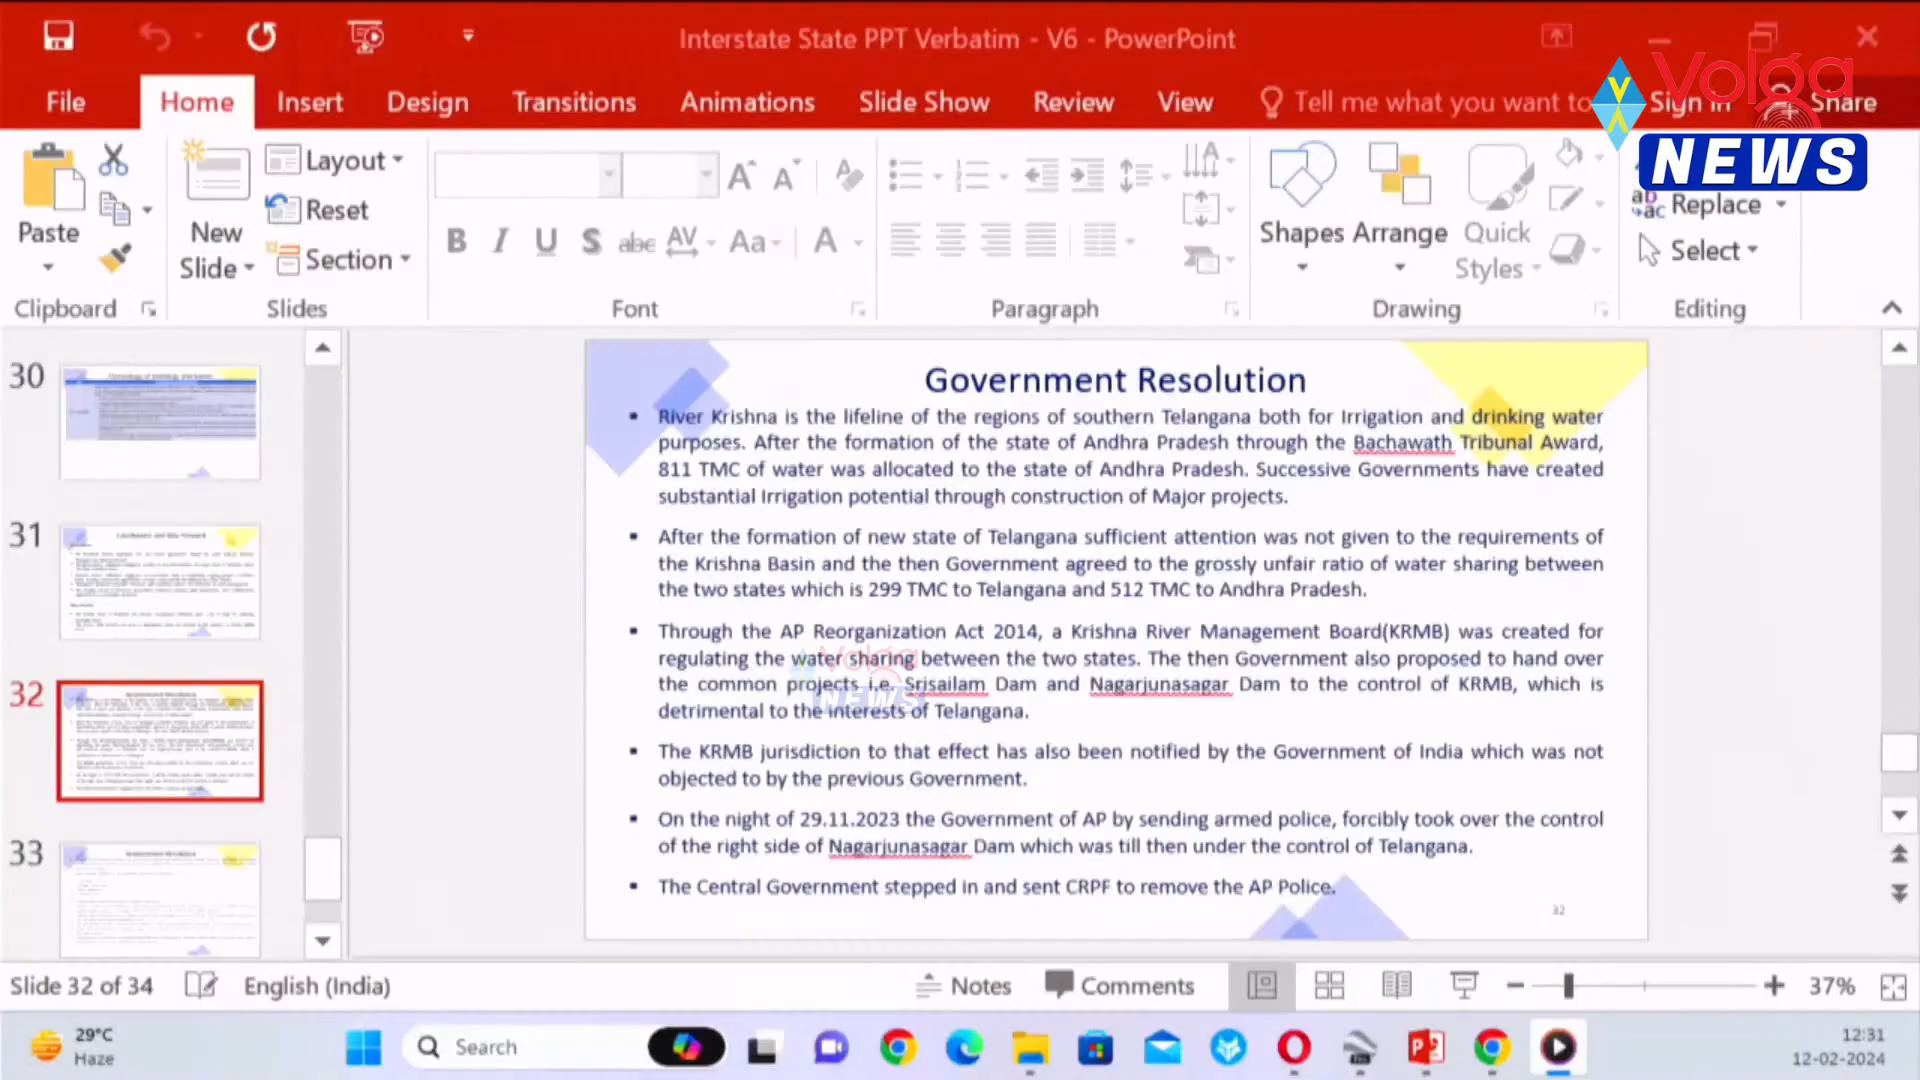 Interstate State PPT Verbatim - V6 - PowerPoint
File Home Insert Design Transitions Animations Slide Show Review View Tell me what you want to Sign in Share
Volga
NEWS
Paste
New
Slide
Layout
Reset
Section
B I U S abc AV Aa A
Shapes Arrange Quick
Styles
Replace
Select
Clipboard Slides Font Paragraph Drawing Editing
30
31
32
33
Government Resolution
▪ River Krishna is the lifeline of the regions of southern Telangana both for Irrigation and drinking water
purposes. After the formation of the state of Andhra Pradesh through the Bachawath Tribunal Award,
811 TMC of water was allocated to the state of Andhra Pradesh. Successive Governments have created
substantial Irrigation potential through construction of Major projects.
▪ After the formation of new state of Telangana sufficient attention was not given to the requirements of
the Krishna Basin and the then Government agreed to the grossly unfair ratio of water sharing between
the two states which is 299 TMC to Telangana and 512 TMC to Andhra Pradesh.
▪ Through the AP Reorganization Act 2014, a Krishna River Management Board(KRMB) was created for
regulating the water sharing between the two states. The then Government also proposed to hand over
the common projects i.e. Srisailam Dam and Nagarjunasagar Dam to the control of KRMB, which is
detrimental to the interests of Telangana.
▪ The KRMB jurisdiction to that effect has also been notified by the Government of India which was not
objected to by the previous Government.
▪ On the night of 29.11.2023 the Government of AP by sending armed police, forcibly took over the control
of the right side of Nagarjunasagar Dam which was till then under the control of Telangana.
▪ The Central Government stepped in and sent CRPF to remove the AP Police.
32
Volga
NEWS
Slide 32 of 34 English (India) Notes Comments 37%
29°C
Haze
Search
12:31
12-02-2024